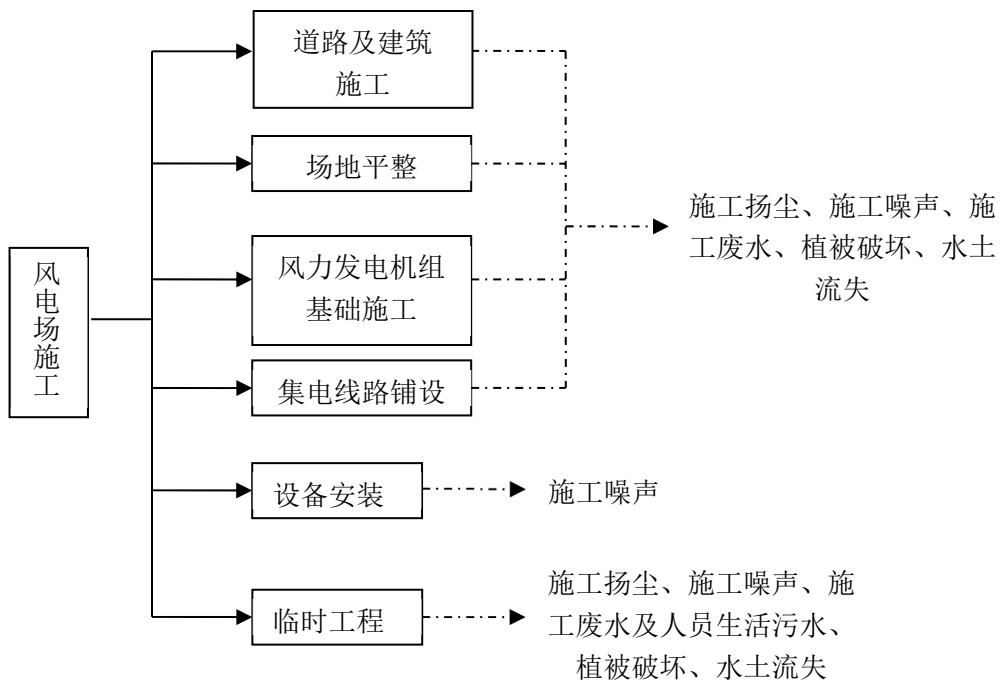 道路及建筑
施工
场地平整
施工扬尘、施工噪声、施
工废水、植被破坏、水土
流失
风电场施工
风力发电机组
基础施工
集电线路铺设
设备安装
施工噪声
临时工程
施工扬尘、施工噪声、施
工废水及人员生活污水、
植被破坏、水土流失